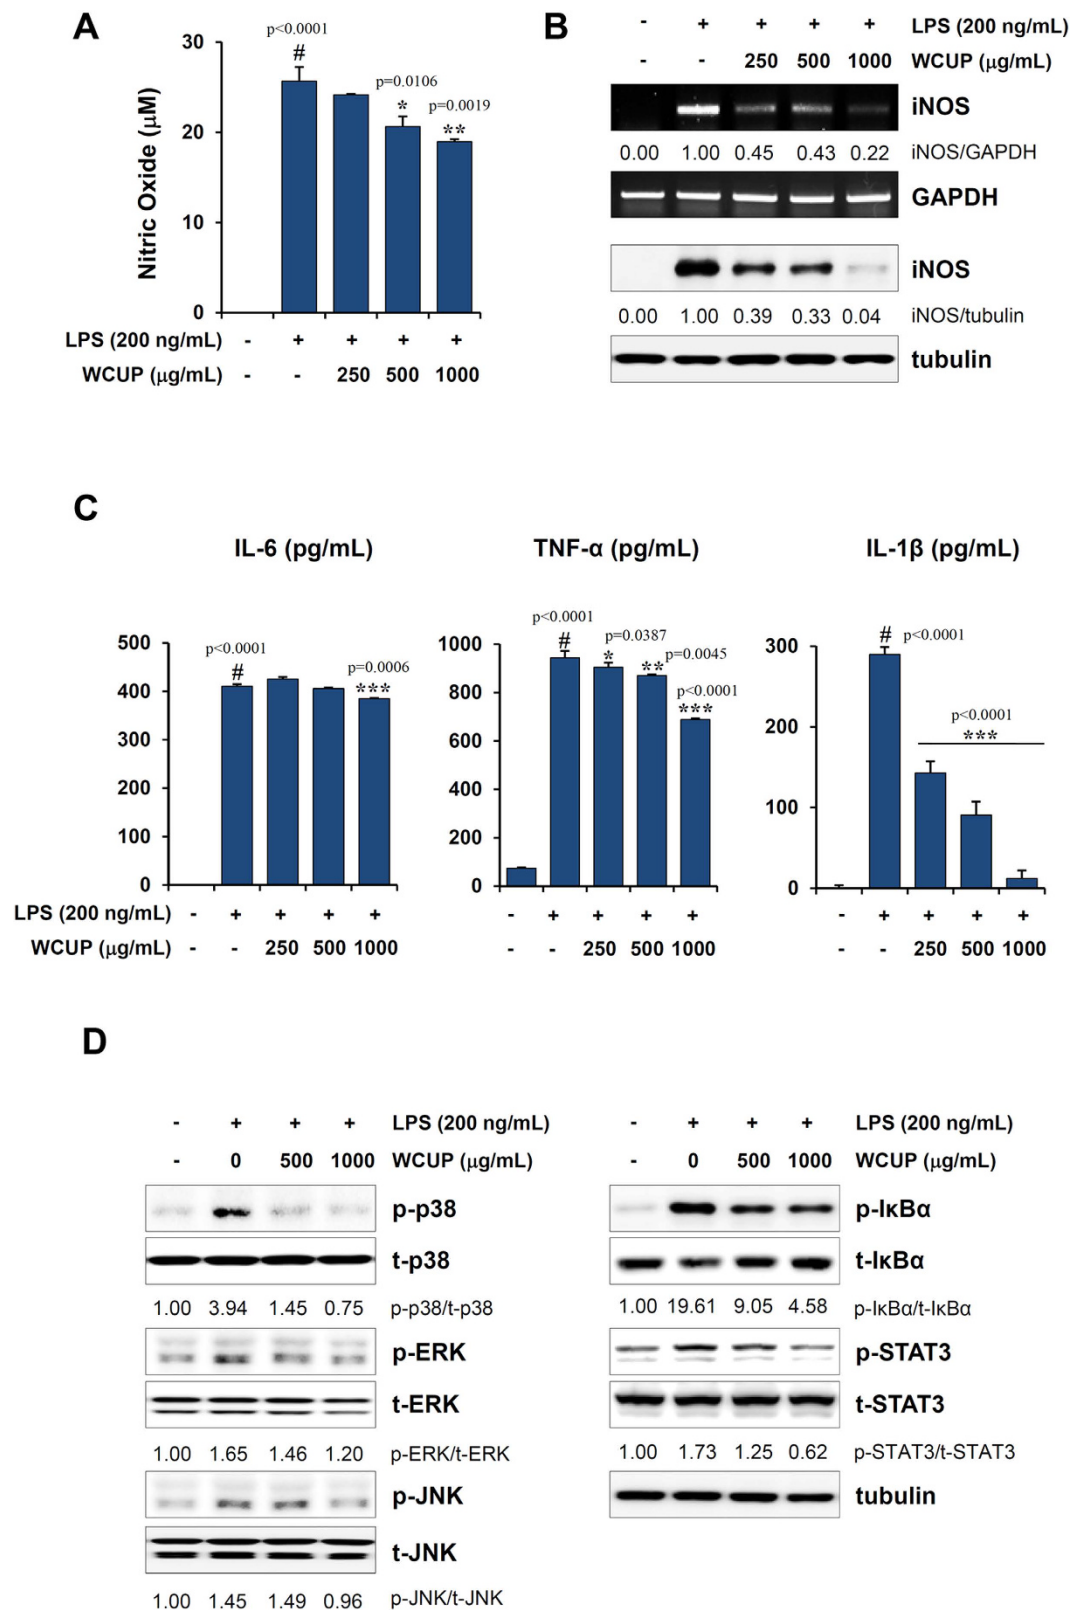 A
p<0.0001
#
p=0.0106
*
p=0.0019
**
30
20
10
0
Nitric Oxide (μM)
LPS (200 ng/mL) - + + + +
WCUP (μg/mL) - - 250 500 1000
B
- + + + + LPS (200 ng/mL)
- - 250 500 1000 WCUP (μg/mL)
iNOS
0.00 1.00 0.45 0.43 0.22 iNOS/GAPDH
GAPDH
iNOS
0.00 1.00 0.39 0.33 0.04 iNOS/tubulin
tubulin
C
IL-6 (pg/mL)
p<0.0001
#
p=0.0006
***
500
400
300
200
100
0
LPS (200 ng/mL) - + + + +
WCUP (μg/mL) - - 250 500 1000
TNF-α (pg/mL)
p<0.0001
#
p=0.0387
*
**
p=0.0045
p<0.0001
***
1000
800
600
400
200
0
- + + + +
- - 250 500 1000
IL-1β (pg/mL)
# p<0.0001
p<0.0001
***
300
200
100
0
- + + + +
- - 250 500 1000
D
- + + + LPS (200 ng/mL)
- 0 500 1000 WCUP (μg/mL)
p-p38
t-p38
1.00 3.94 1.45 0.75 p-p38/t-p38
p-ERK
t-ERK
1.00 1.65 1.46 1.20 p-ERK/t-ERK
p-JNK
t-JNK
1.00 1.45 1.49 0.96 p-JNK/t-JNK
- + + + LPS (200 ng/mL)
- 0 500 1000 WCUP (μg/mL)
p-IκBα
t-IκBα
1.00 19.61 9.05 4.58 p-IκBα/t-IκBα
p-STAT3
t-STAT3
1.00 1.73 1.25 0.62 p-STAT3/t-STAT3
tubulin